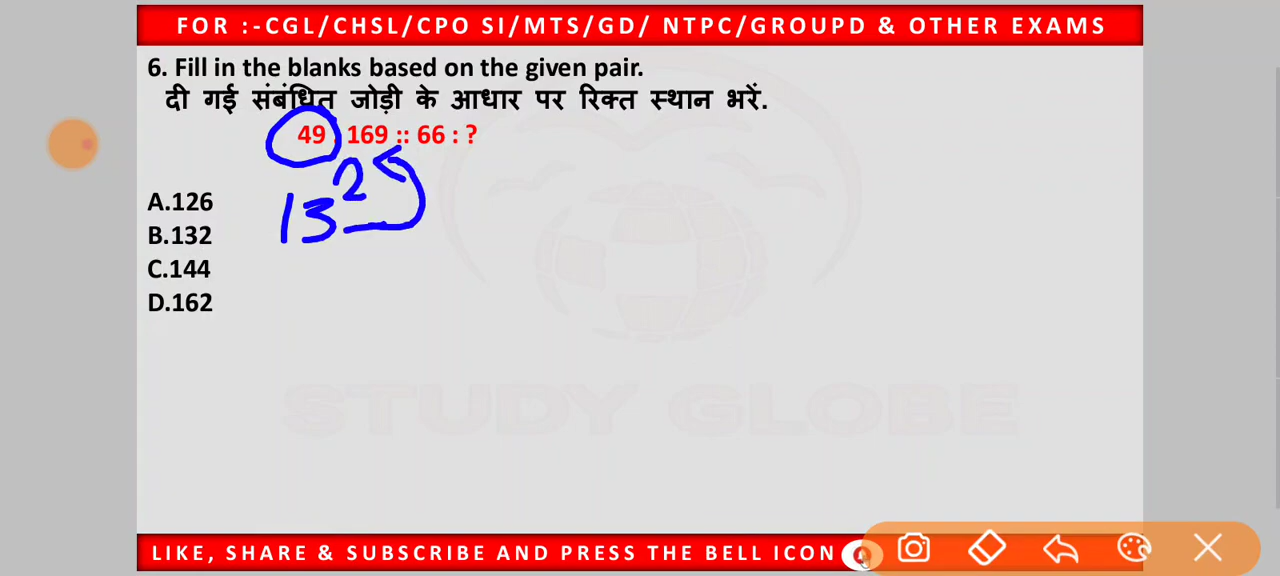 FOR :-CGL/CHSL/CPO SI/MTS/GD/ NTPC/GROUPD & OTHER EXAMS
6. Fill in the blanks based on the given pair.
दी गई संबंधित जोड़ी के आधार पर रिक्त स्थान भरें.
49 169 :: 66 : ?
13²
A.126
B.132
C.144
D.162
STUDY GLOBE
LIKE, SHARE & SUBSCRIBE AND PRESS THE BELL ICON